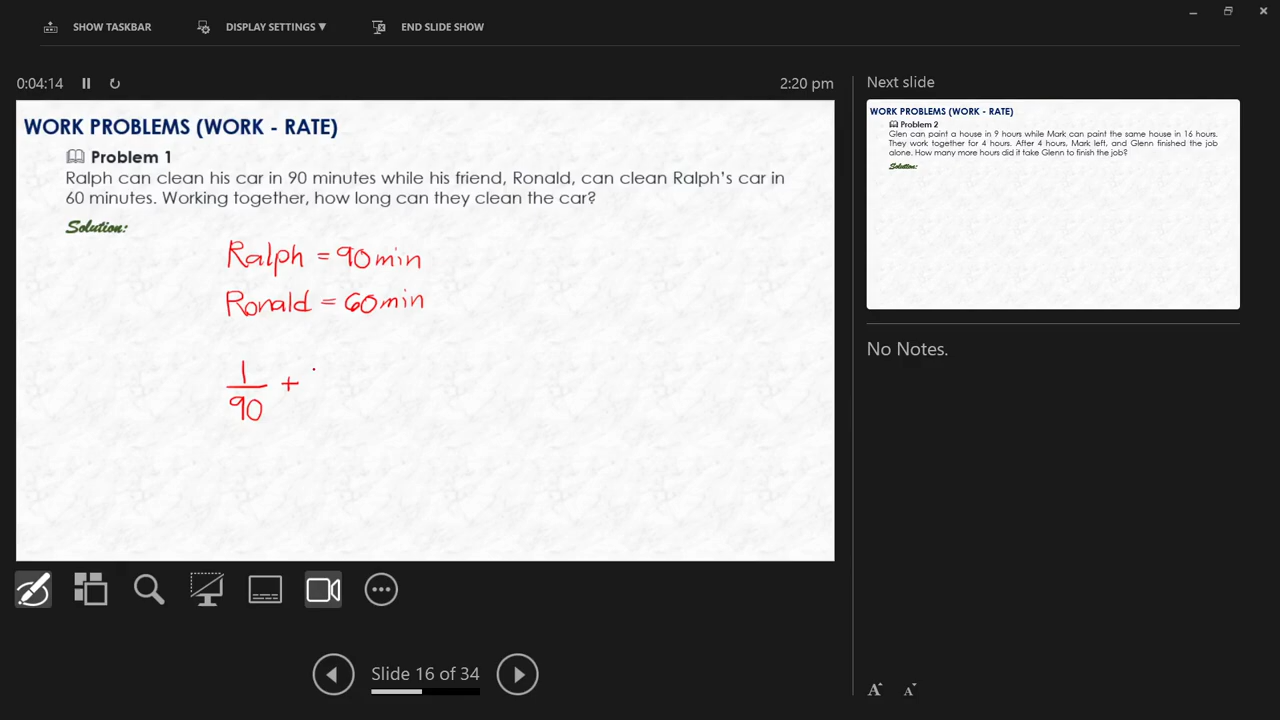 SHOW TASKBAR
DISPLAY SETTINGS ▼
END SLIDE SHOW
0:04:14
2:20 pm
WORK PROBLEMS (WORK - RATE)
Problem 1
Ralph can clean his car in 90 minutes while his friend, Ronald, can clean Ralph's car in
60 minutes. Working together, how long can they clean the car?
Solution:
Ralph = 90min
Ronald = 60min
1
+
90
Slide 16 of 34
Next slide
WORK PROBLEMS (WORK - RATE)
Problem 2
Glen can paint a house in 9 hours while Mark can paint the same house in 16 hours.
They work together for 4 hours. After 4 hours, Mark left, and Glenn finished the job
alone. How many more hours did it take Glenn to finish the job?
Solution:
No Notes.
A A